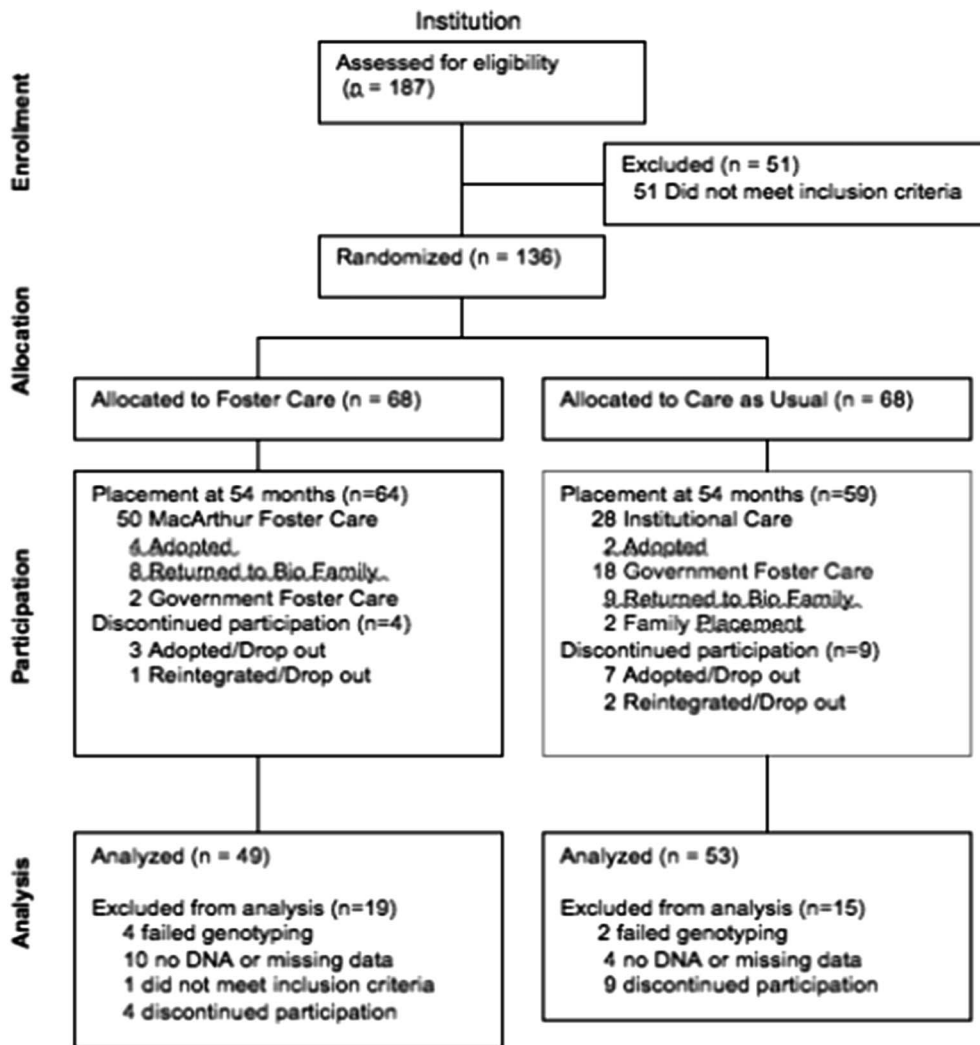 Institution
Enrollment
Assessed for eligibility
(n = 187)
Excluded (n = 51)
51 Did not meet inclusion criteria
Randomized (n = 136)
Allocation
Allocated to Foster Care (n = 68)
Allocated to Care as Usual (n = 68)
Participation
Placement at 54 months (n=64)
50 MacArthur Foster Care
4 Adopted
8 Returned to Bio Family
2 Government Foster Care
Discontinued participation (n=4)
3 Adopted/Drop out
1 Reintegrated/Drop out
Placement at 54 months (n=59)
28 Institutional Care
2 Adopted
18 Government Foster Care
9 Returned to Bio Family
2 Family Placement
Discontinued participation (n=9)
7 Adopted/Drop out
2 Reintegrated/Drop out
Analysis
Analyzed (n = 49)
Excluded from analysis (n=19)
4 failed genotyping
10 no DNA or missing data
1 did not meet inclusion criteria
4 discontinued participation
Analyzed (n = 53)
Excluded from analysis (n=15)
2 failed genotyping
4 no DNA or missing data
9 discontinued participation